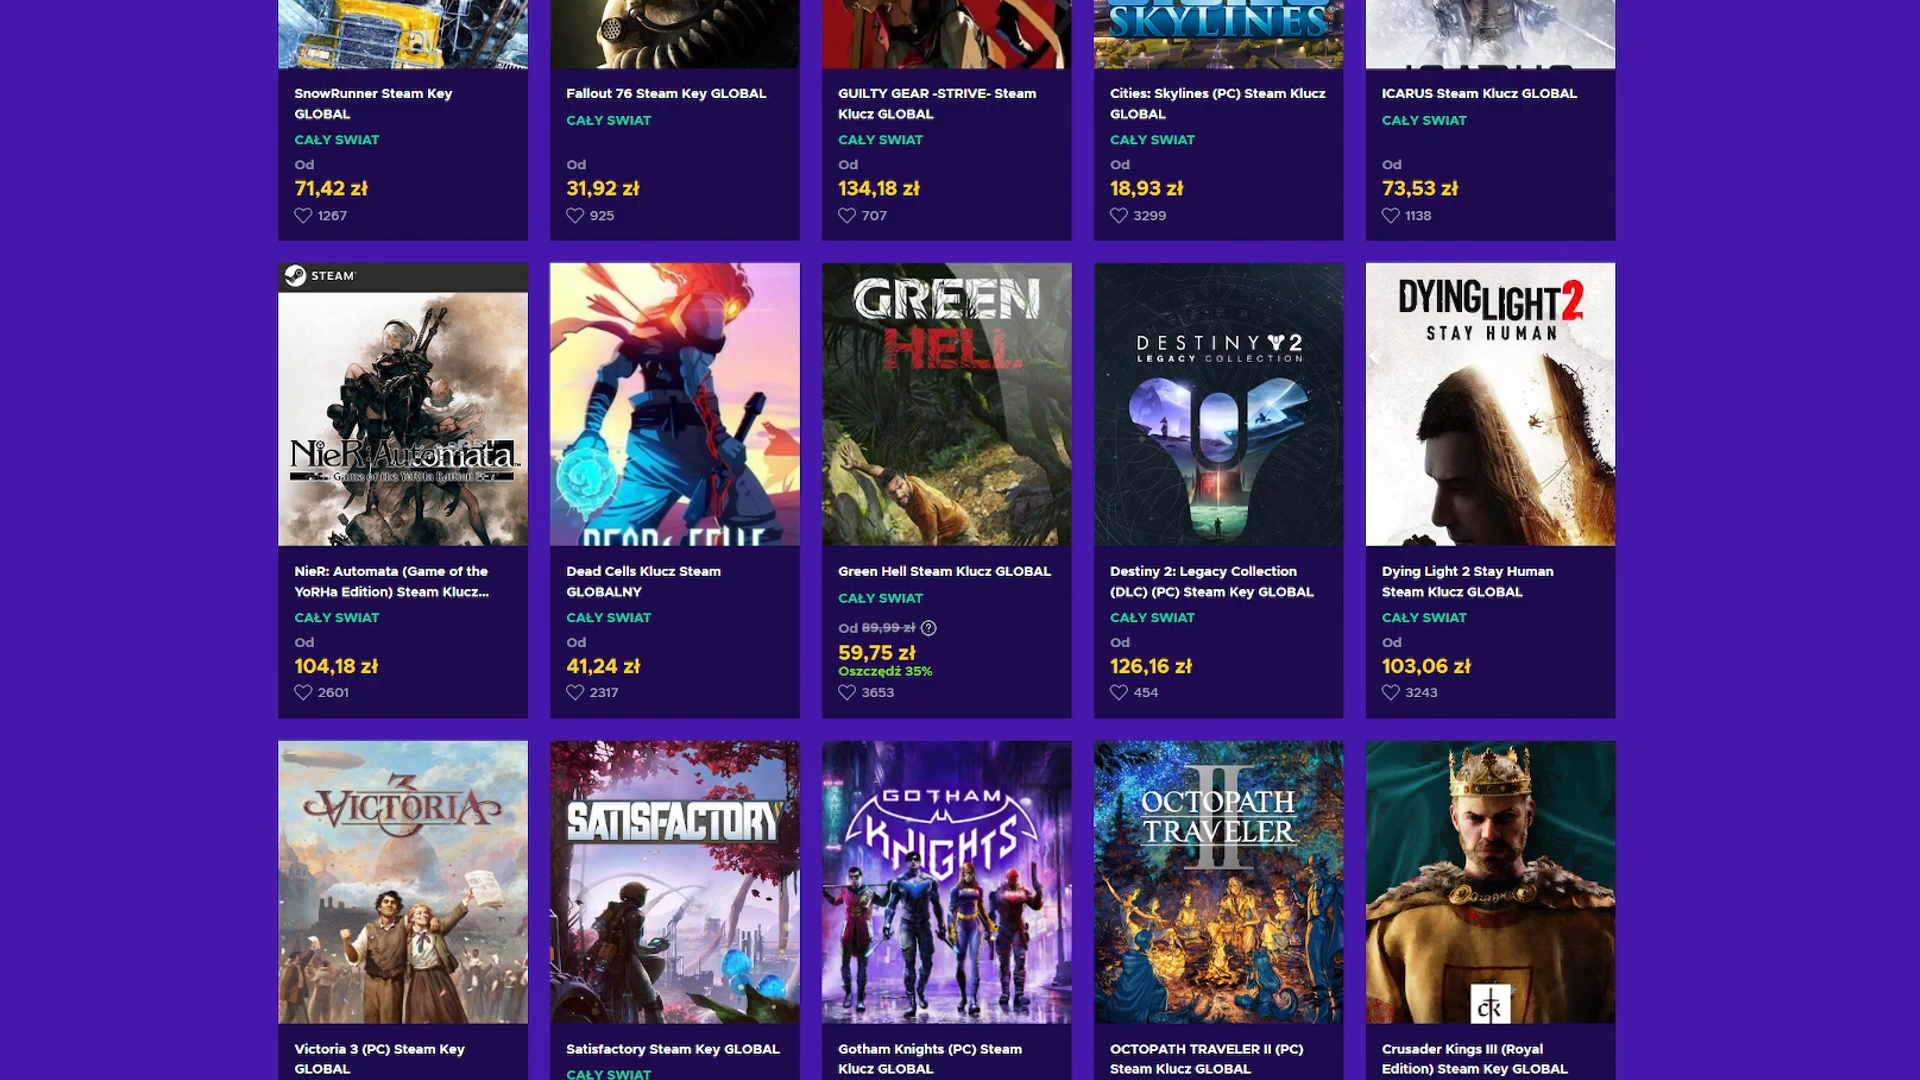 SKYLINES
SnowRunner Steam Key
GLOBAL
CAŁY SWIAT
Od
71,42 zł
1267
Fallout 76 Steam Key GLOBAL
CAŁY SWIAT
Od
31,92 zł
925
GUILTY GEAR -STRIVE- Steam
Klucz GLOBAL
CAŁY SWIAT
Od
134,18 zł
707
Cities: Skylines (PC) Steam Klucz
GLOBAL
CAŁY SWIAT
Od
18,93 zł
3299
ICARUS Steam Klucz GLOBAL
CAŁY SWIAT
Od
73,53 zł
1138
STEAM
NieR:Automata
Game of the YoRHa Edition
NieR: Automata (Game of the
YoRHa Edition) Steam Klucz...
CAŁY SWIAT
Od
104,18 zł
2601
DEAD CELLS
Dead Cells Klucz Steam
GLOBALNY
CAŁY SWIAT
Od
41,24 zł
2317
GREEN
HELL
Green Hell Steam Klucz GLOBAL
CAŁY SWIAT
Od 89,99 zł ?
59,75 zł
Oszczędź 35%
3653
DESTINY 2
LEGACY COLLECTION
Destiny 2: Legacy Collection
(DLC) (PC) Steam Key GLOBAL
CAŁY SWIAT
Od
126,16 zł
454
DYING LIGHT 2
STAY HUMAN
Dying Light 2 Stay Human
Steam Klucz GLOBAL
CAŁY SWIAT
Od
103,06 zł
3243
VICTORIA
3
Victoria 3 (PC) Steam Key
GLOBAL
SATISFACTORY
Satisfactory Steam Key GLOBAL
CAŁY SWIAT
GOTHAM
KNIGHTS
Gotham Knights (PC) Steam
Klucz GLOBAL
OCTOPATH
TRAVELER
II
OCTOPATH TRAVELER II (PC)
Steam Klucz GLOBAL
CK
Crusader Kings III (Royal
Edition) Steam Key GLOBAL